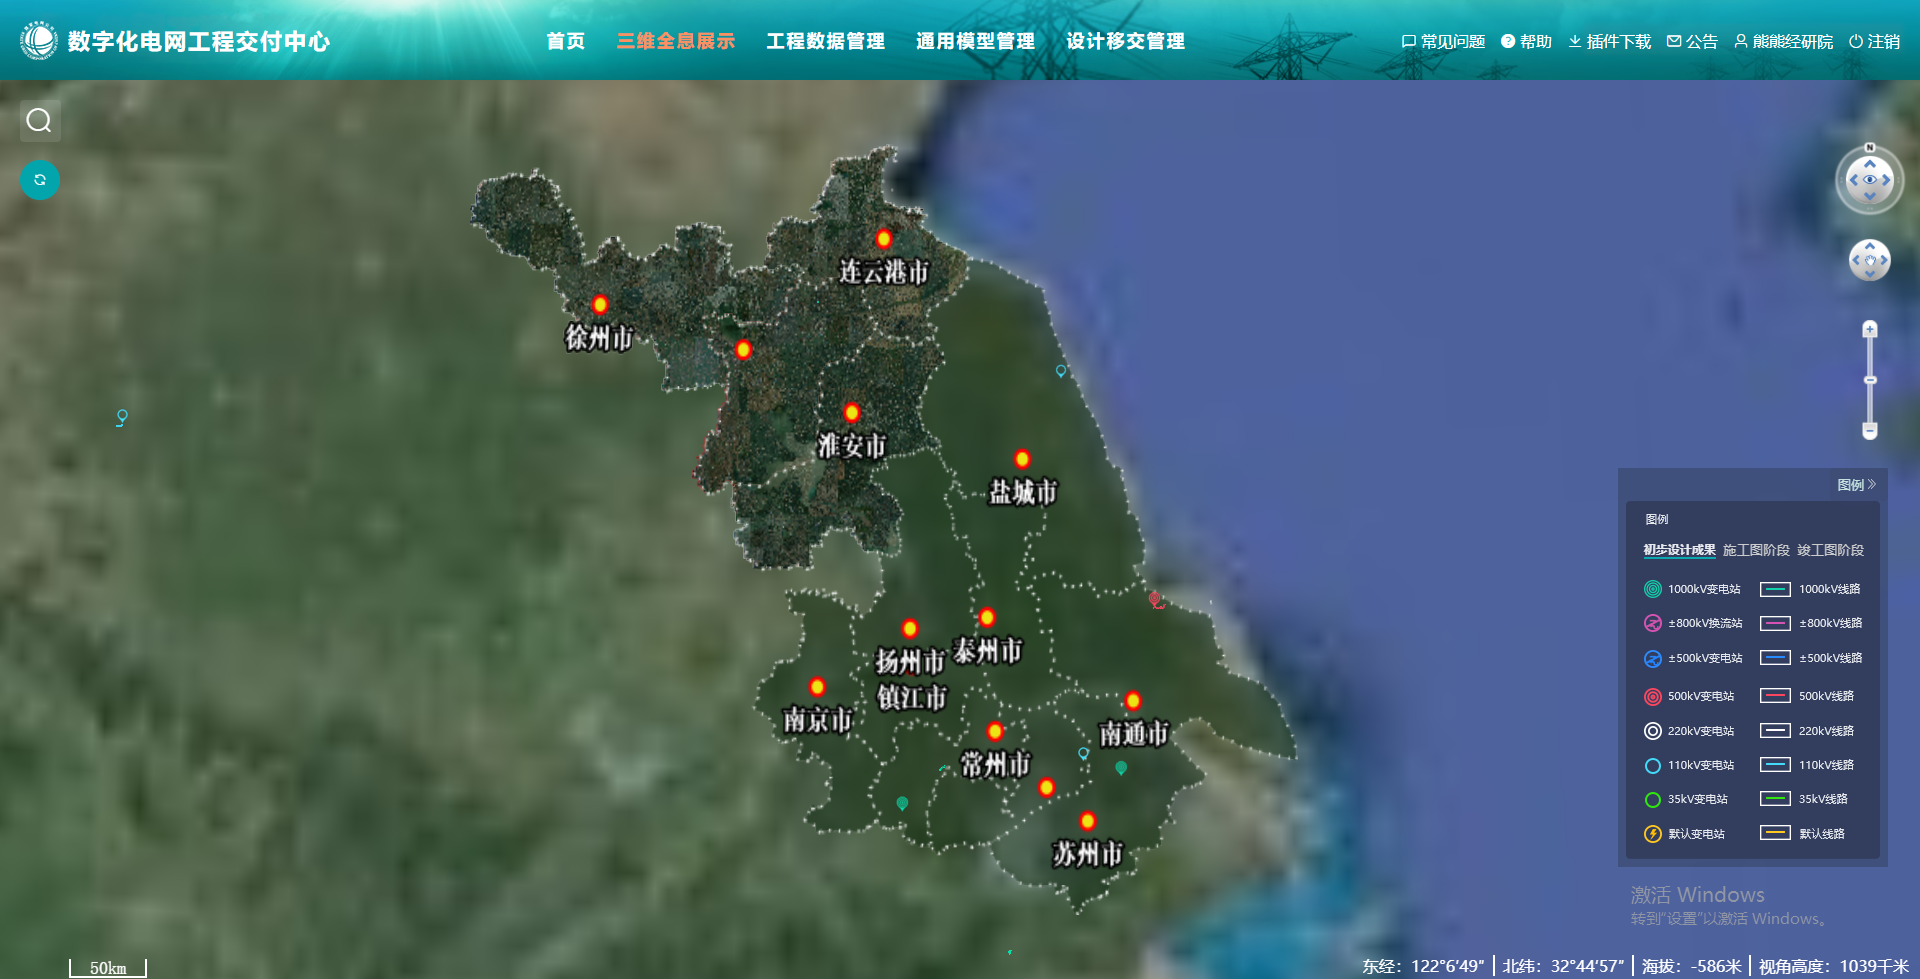 数字化电网工程交付中心
首页 三维全息展示 工程数据管理 通用模型管理 设计移交管理
常见问题 帮助 插件下载 公告 熊熊经研院 注销
N
连云港市
徐州市
淮安市
盐城市
扬州市
泰州市
镇江市
南京市
南通市
常州市
苏州市
图例
图例
初步设计成果 施工图阶段 竣工图阶段
1000kV变电站 1000kV线路
±800kV换流站 ±800kV线路
±500kV变电站 ±500kV线路
500kV变电站 500kV线路
220kV变电站 220kV线路
110kV变电站 110kV线路
35kV变电站 35kV线路
默认变电站 默认线路
激活 Windows
转到"设置"以激活 Windows。
50km
东经：122°6'49" 北纬：32°44'57" 海拔：-586米 视角高度：1039千米